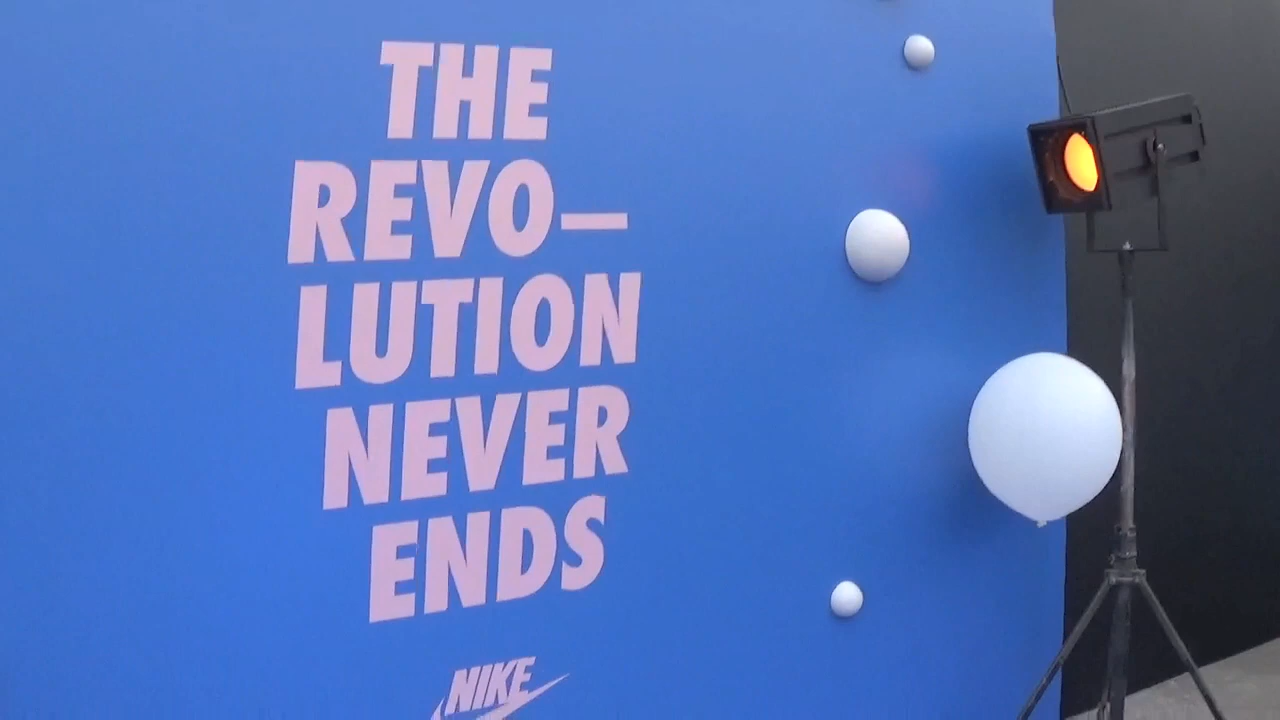 THE
REVO—
LUTION
NEVER
ENDS
NIKE